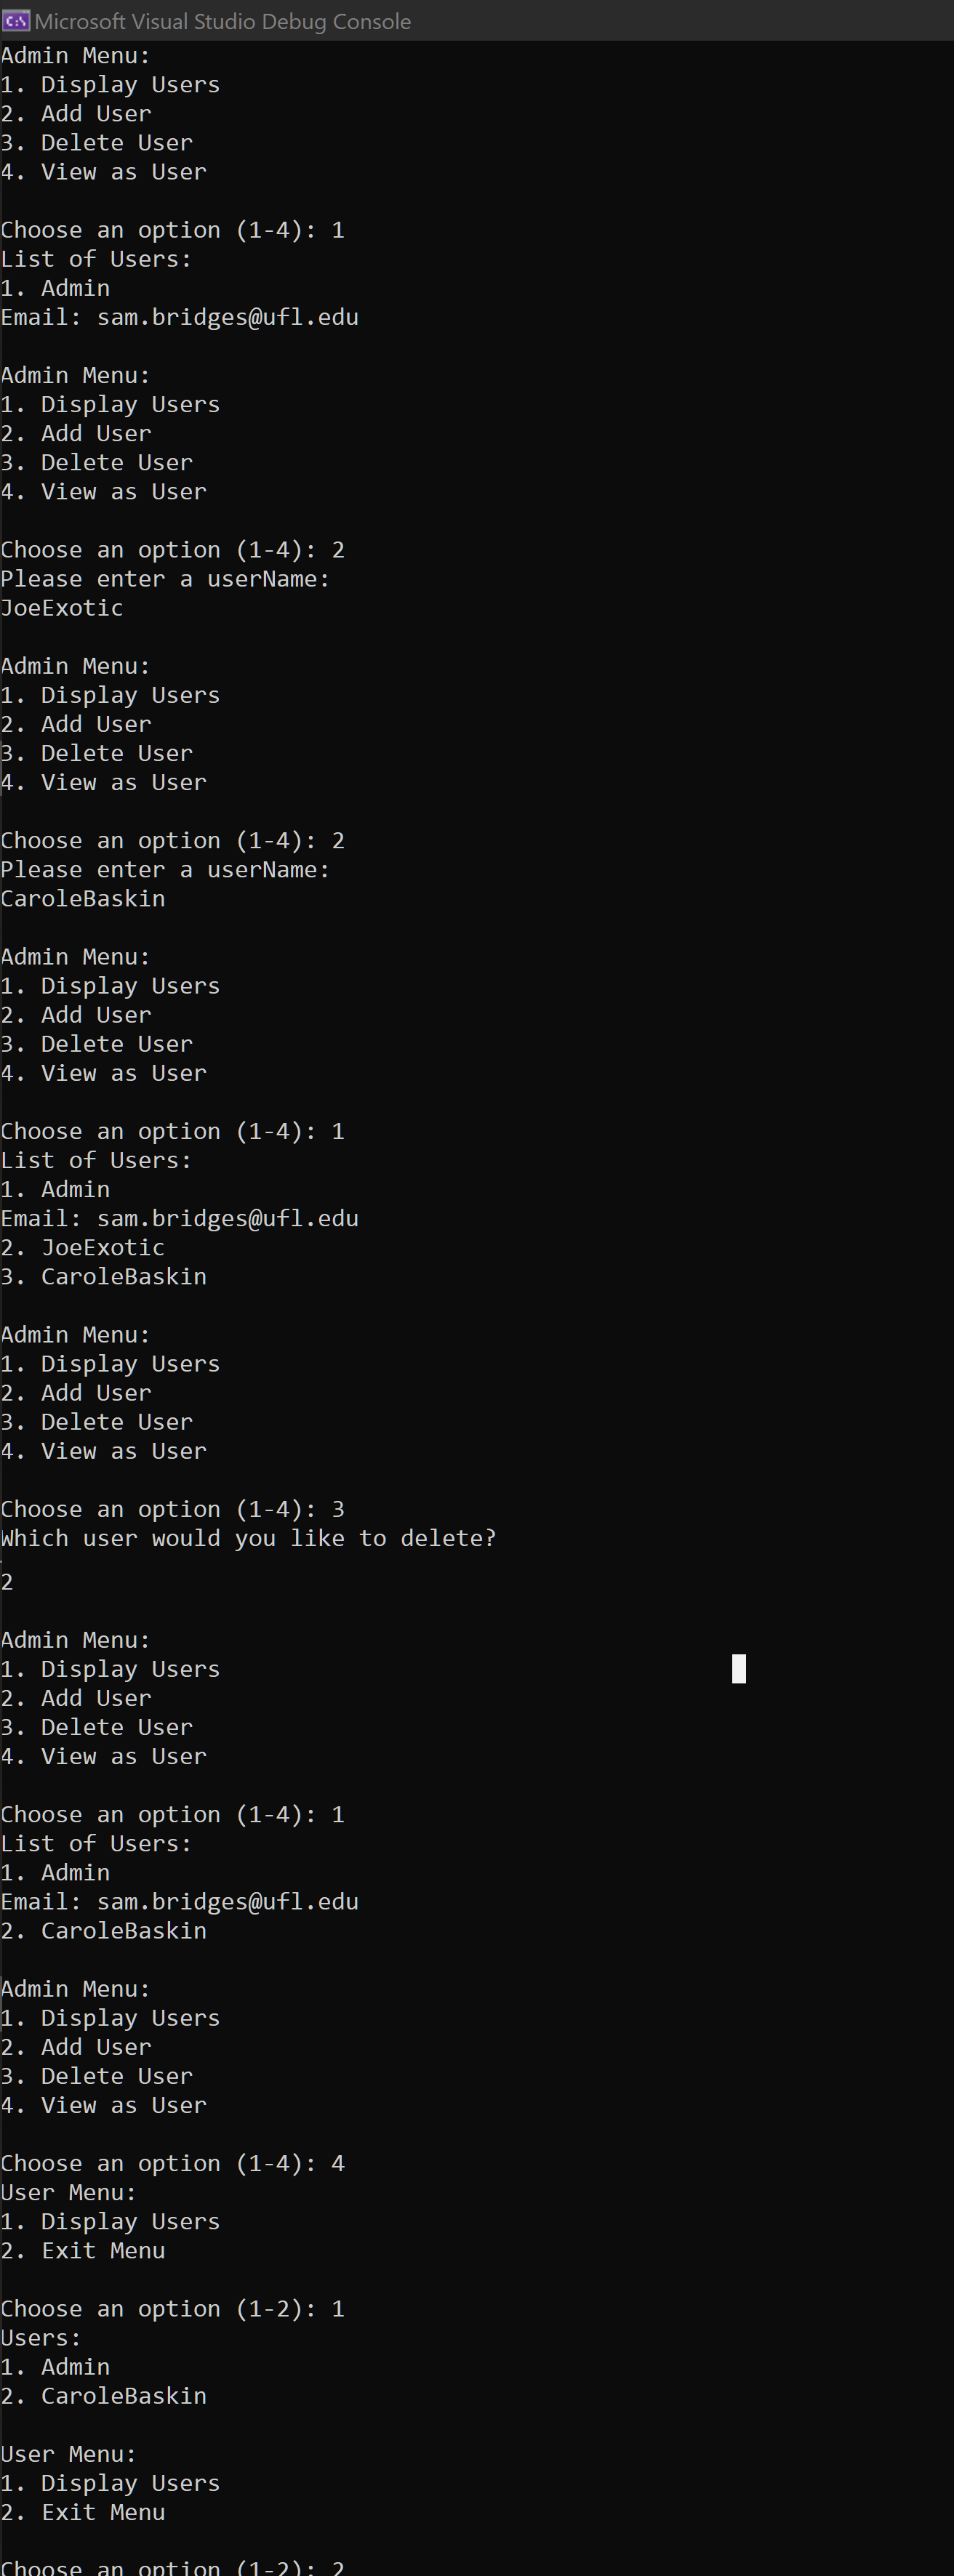 C:\ Microsoft Visual Studio Debug Console
Admin Menu:
1. Display Users
2. Add User
3. Delete User
4. View as User
Choose an option (1-4): 1
List of Users:
1. Admin
Email: sam.bridges@ufl.edu
Admin Menu:
1. Display Users
2. Add User
3. Delete User
4. View as User
Choose an option (1-4): 2
Please enter a userName:
JoeExotic
Admin Menu:
1. Display Users
2. Add User
3. Delete User
4. View as User
Choose an option (1-4): 2
Please enter a userName:
CaroleBaskin
Admin Menu:
1. Display Users
2. Add User
3. Delete User
4. View as User
Choose an option (1-4): 1
List of Users:
1. Admin
Email: sam.bridges@ufl.edu
2. JoeExotic
3. CaroleBaskin
Admin Menu:
1. Display Users
2. Add User
3. Delete User
4. View as User
Choose an option (1-4): 3
Which user would you like to delete?
2
Admin Menu:
1. Display Users
2. Add User
3. Delete User
4. View as User
Choose an option (1-4): 1
List of Users:
1. Admin
Email: sam.bridges@ufl.edu
2. CaroleBaskin
Admin Menu:
1. Display Users
2. Add User
3. Delete User
4. View as User
Choose an option (1-4): 4
User Menu:
1. Display Users
2. Exit Menu
Choose an option (1-2): 1
Users:
1. Admin
2. CaroleBaskin
User Menu:
1. Display Users
2. Exit Menu
Choose an option (1-2): 2